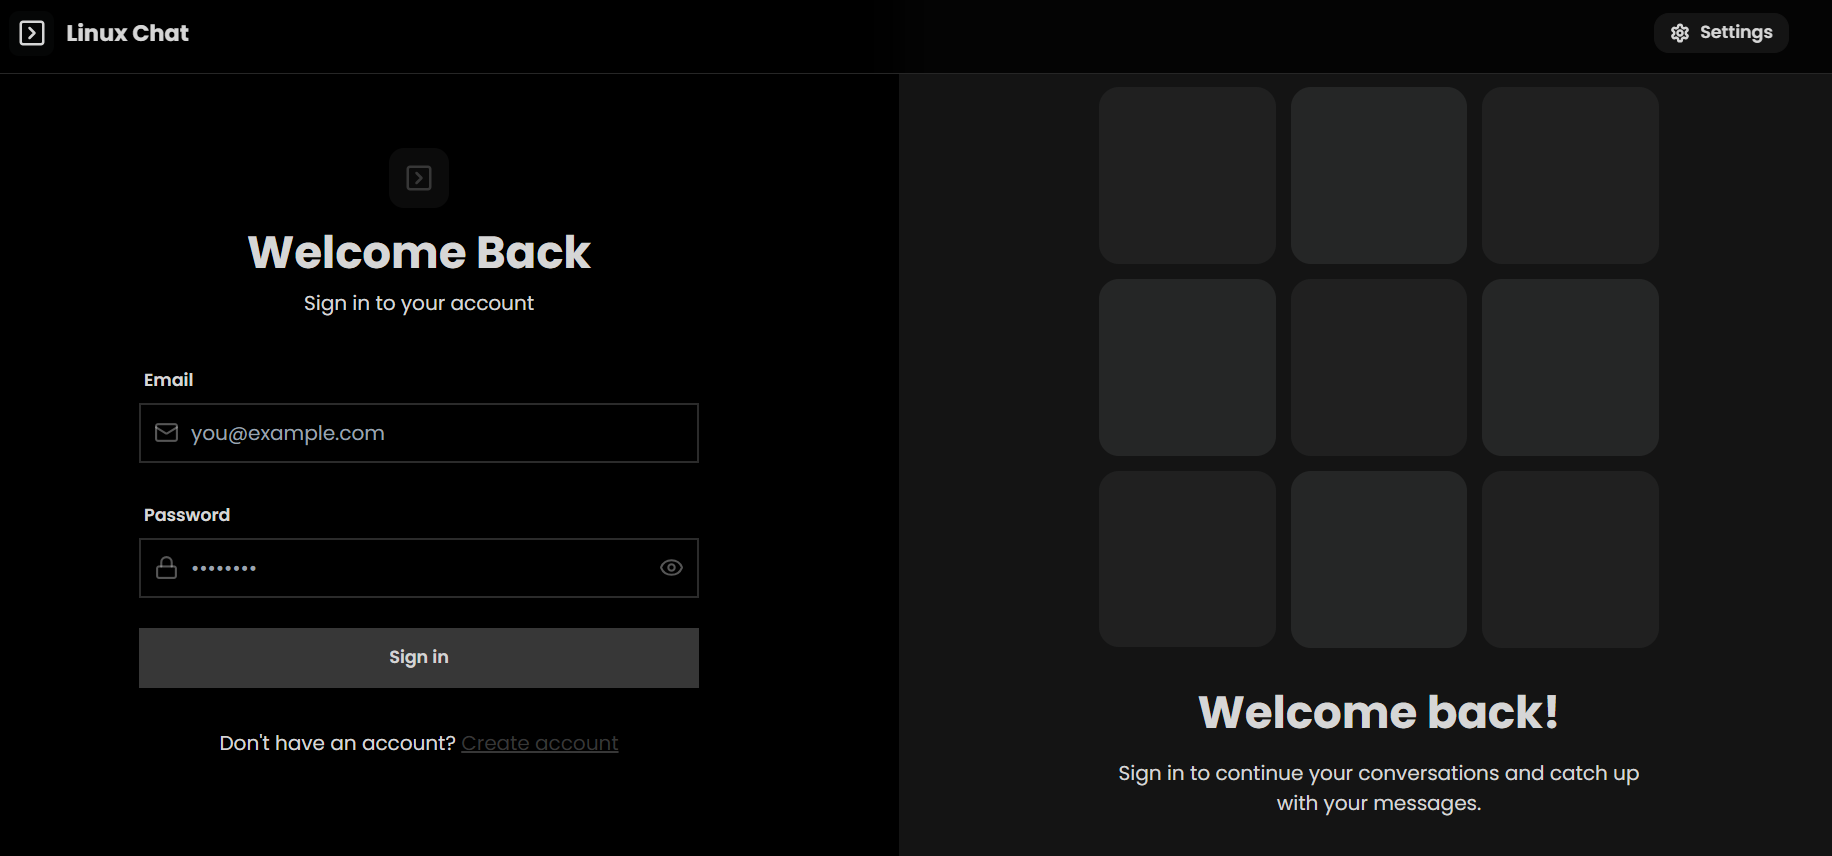 Linux Chat
Settings
Welcome Back
Sign in to your account
Email
you@example.com
Password
••••••••
Sign in
Don't have an account? Create account
Welcome back!
Sign in to continue your conversations and catch up
with your messages.